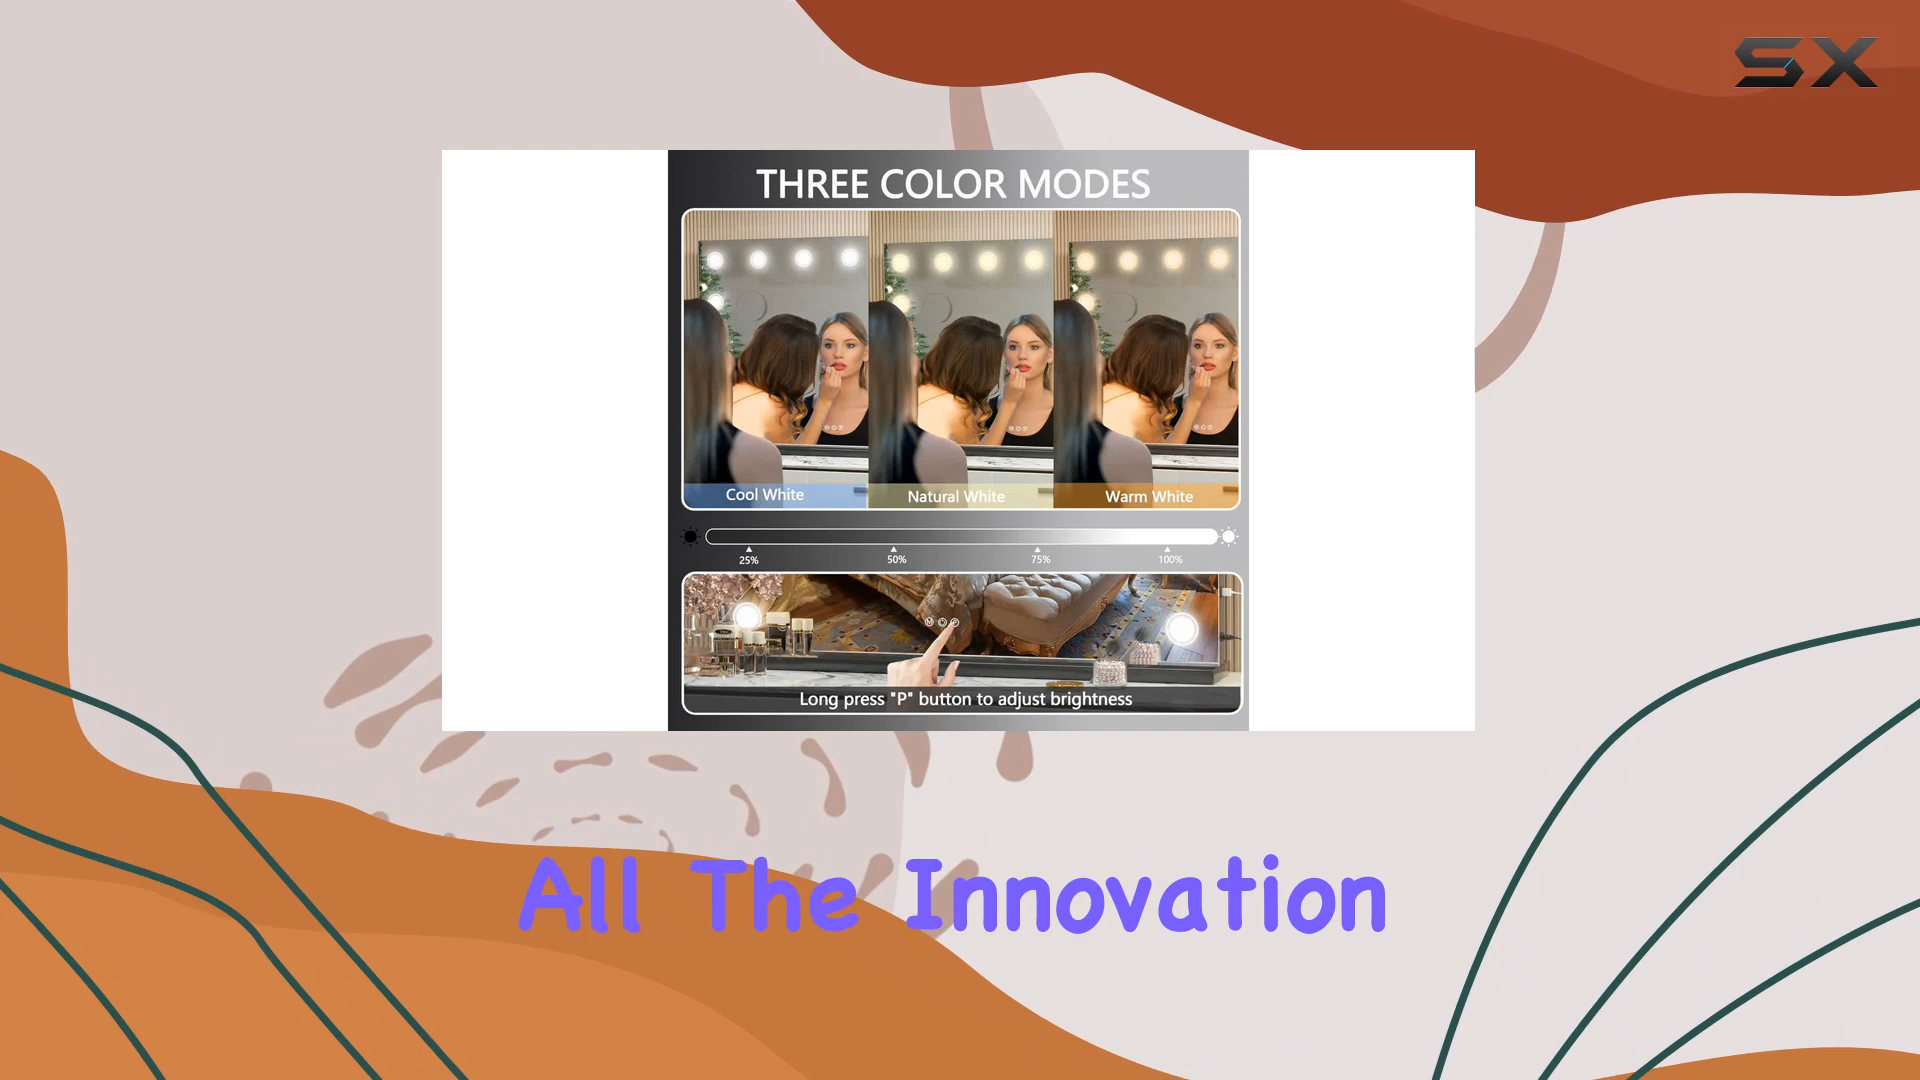 SX
THREE COLOR MODES
Cool White
Natural White
Warm White
25%
50%
75%
100%
M
P
Long press "P" button to adjust brightness
All The Innovation